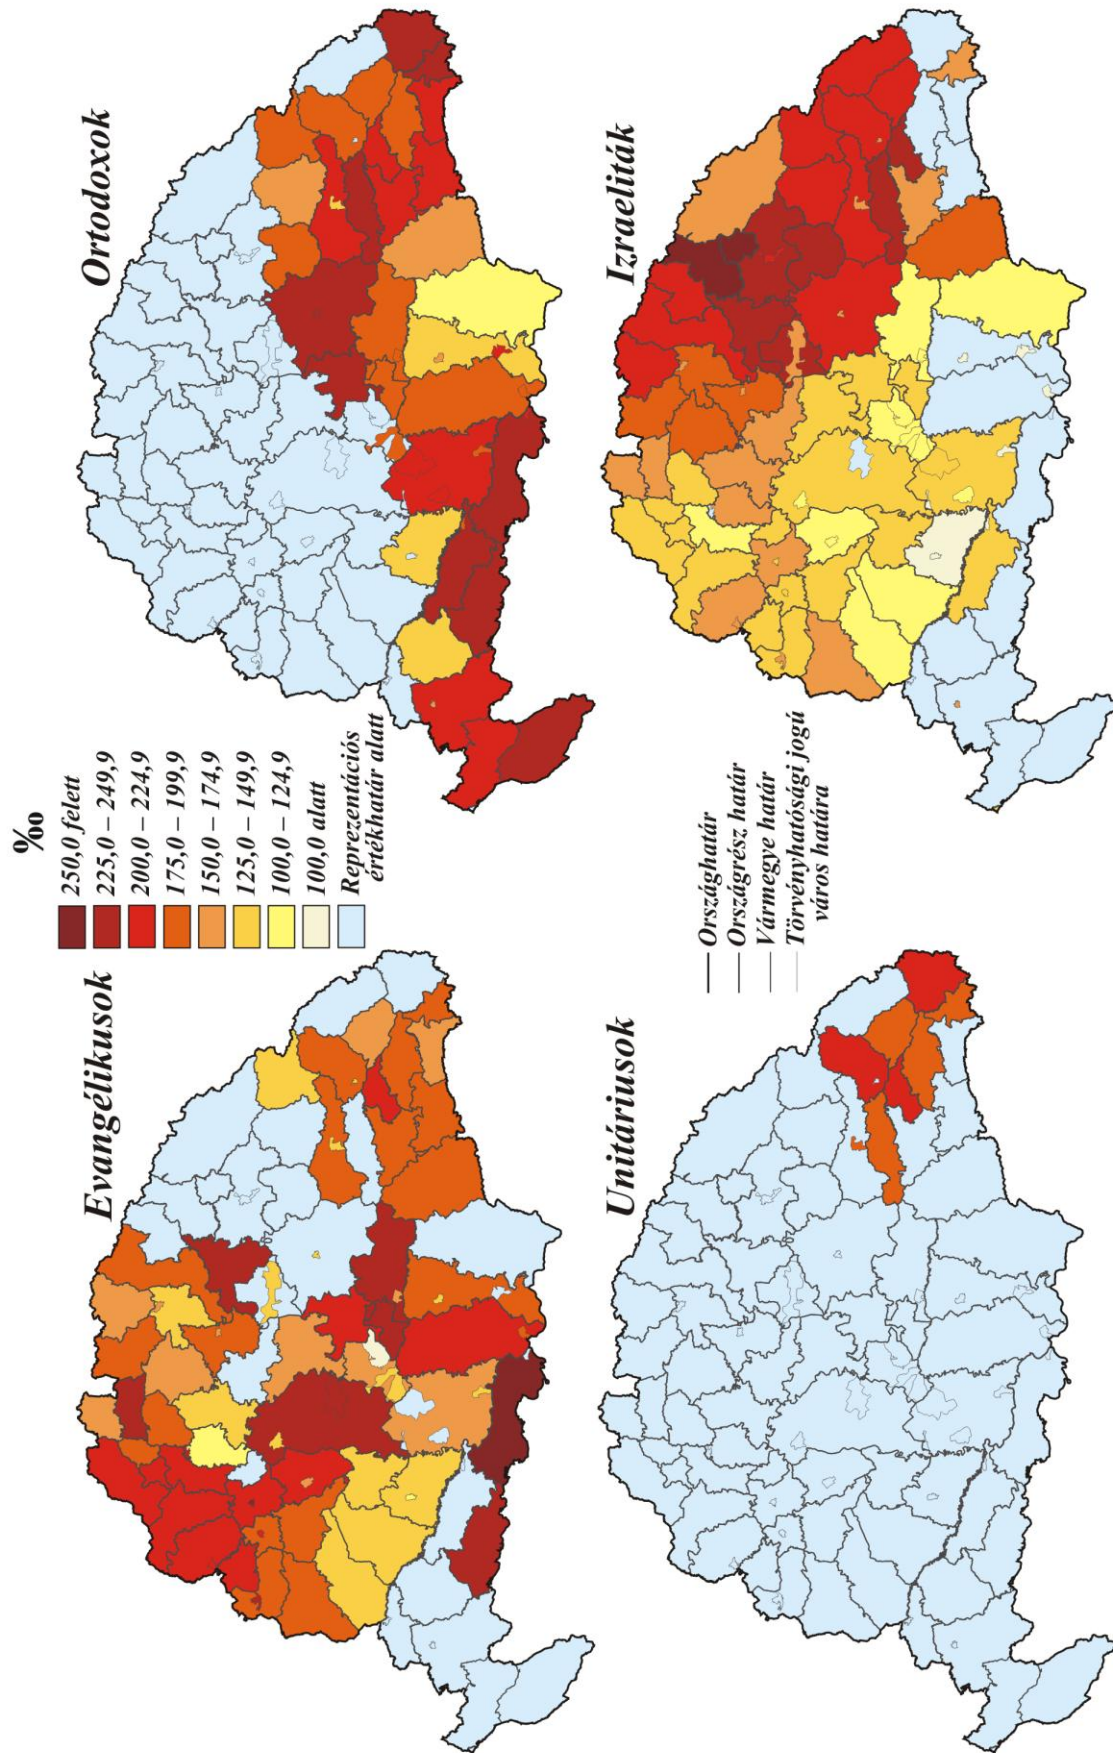 Evangélikusok
‰
250,0 felett
225,0 – 249,9
200,0 – 224,9
175,0 – 199,9
150,0 – 174,9
125,0 – 149,9
100,0 – 124,9
100,0 alatt
Reprezentációs
értékhatár alatt
Ortodoxok
Unitáriusok
Országhatár
Országrész határ
Vármegye határ
Törvényhatósági jogú
város határa
Izraeliták